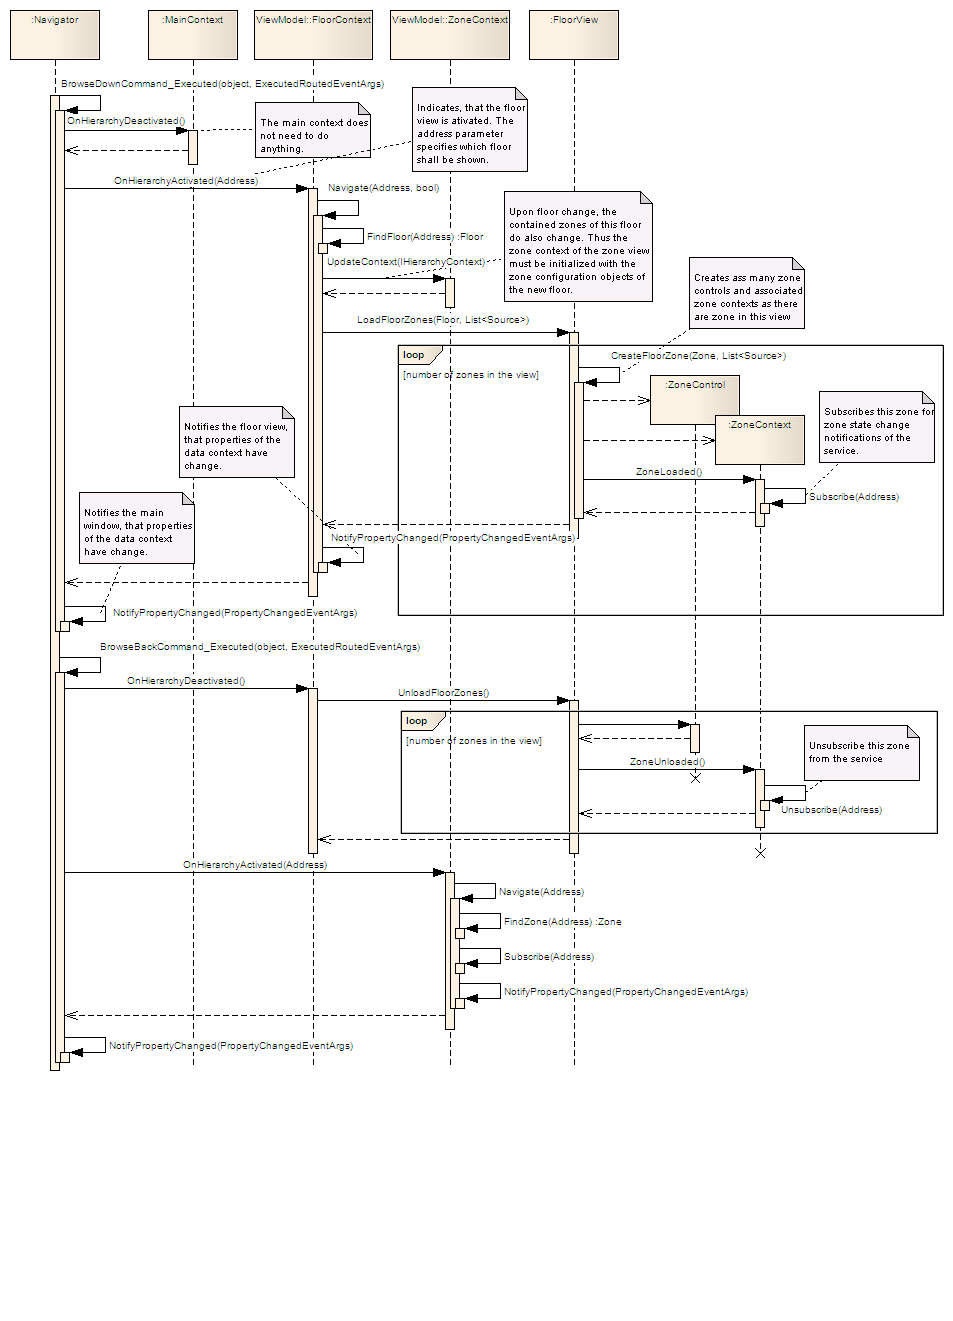 :Navigator
:MainContext
ViewModel::FloorContext
ViewModel::ZoneContext
:FloorView
BrowseDownCommand_Executed(object, ExecutedRoutedEventArgs)
OnHierarchyDeactivated()
The main context does
not need to do
anything.
Indicates, that the floor
view is ativated. The
address parameter
specifies which floor
shall be shown.
OnHierarchyActivated(Address)
Navigate(Address, bool)
FindFloor(Address) :Floor
Upon floor change, the
contained zones of this floor
do also change. Thus the
zone context of the zone view
must be initialized with the
zone configuration objects of
the new floor.
UpdateContext(IHierarchyContext)
Creates ass many zone
controls and associated
zone contexts as there
are zone in this view
LoadFloorZones(Floor, List<Source>)
loop
[number of zones in the view]
CreateFloorZone(Zone, List<Source>)
:ZoneControl
:ZoneContext
Subscribes this zone for
zone state change
notifications of the
service.
Notifies the floor view,
that properties of the
data context have
change.
ZoneLoaded()
Subscribe(Address)
Notifies the main
window, that properties
of the data context
have change.
NotifyPropertyChanged(PropertyChangedEventArgs)
NotifyPropertyChanged(PropertyChangedEventArgs)
BrowseBackCommand_Executed(object, ExecutedRoutedEventArgs)
OnHierarchyDeactivated()
UnloadFloorZones()
loop
[number of zones in the view]
Unsubscribe this zone
from the service
ZoneUnloaded()
Unsubscribe(Address)
OnHierarchyActivated(Address)
Navigate(Address)
FindZone(Address) :Zone
Subscribe(Address)
NotifyPropertyChanged(PropertyChangedEventArgs)
NotifyPropertyChanged(PropertyChangedEventArgs)